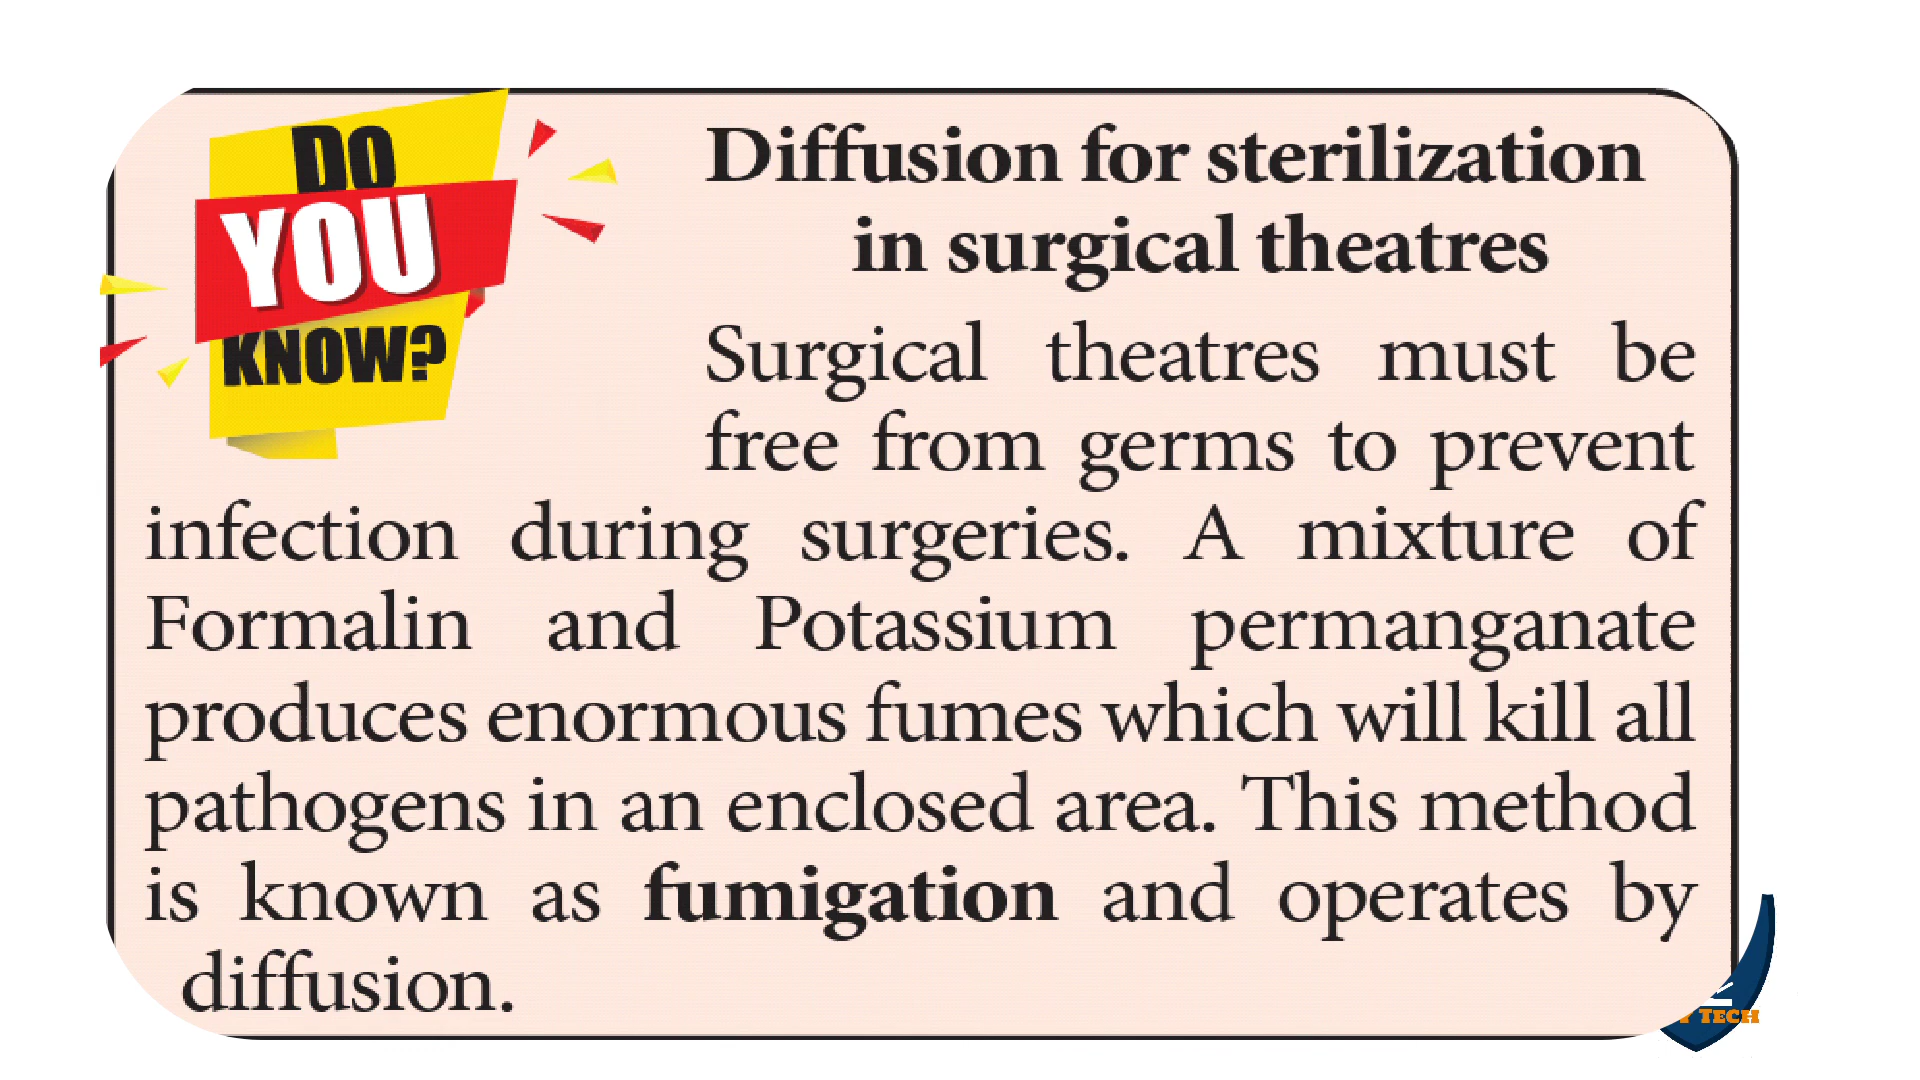 DO
YOU
KNOW?
Diffusion for sterilization
in surgical theatres
Surgical theatres must be
free from germs to prevent
infection during surgeries. A mixture of
Formalin and Potassium permanganate
produces enormous fumes which will kill all
pathogens in an enclosed area. This method
is known as fumigation and operates by
diffusion.
TECH